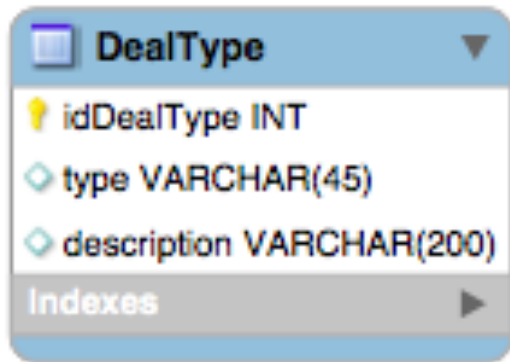 DealType
idDealType INT
type VARCHAR(45)
description VARCHAR(200)
Indexes